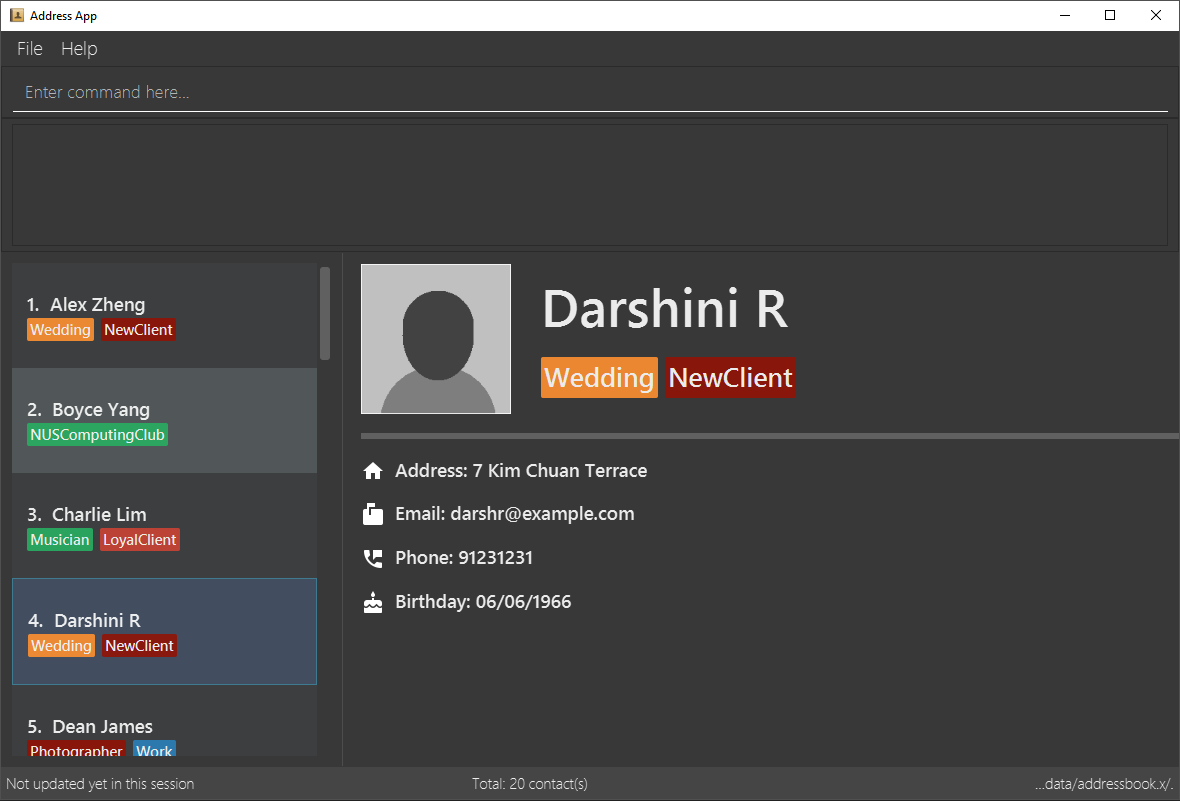 Address App
File Help
Enter command here...
1. Alex Zheng
Wedding NewClient
2. Boyce Yang
NUSComputingClub
3. Charlie Lim
Musician LoyalClient
4. Darshini R
Wedding NewClient
5. Dean James
Photographer Work
Darshini R
Wedding NewClient
Address: 7 Kim Chuan Terrace
Email: darshr@example.com
Phone: 91231231
Birthday: 06/06/1966
Not updated yet in this session
Total: 20 contact(s)
...data/addressbook.x/.